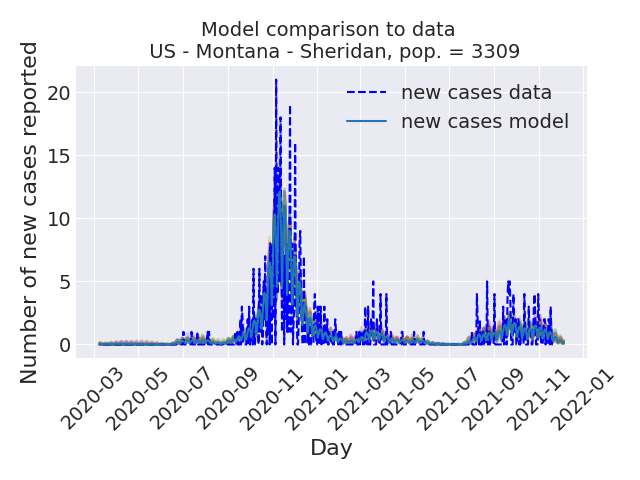 Model comparison to data
US - Montana - Sheridan, pop. = 3309
Number of new cases reported
20
15
10
5
0
new cases data
new cases model
2020-03
2020-05
2020-07
2020-09
2020-11
2021-01
2021-03
2021-05
2021-07
2021-09
2021-11
2022-01
Day